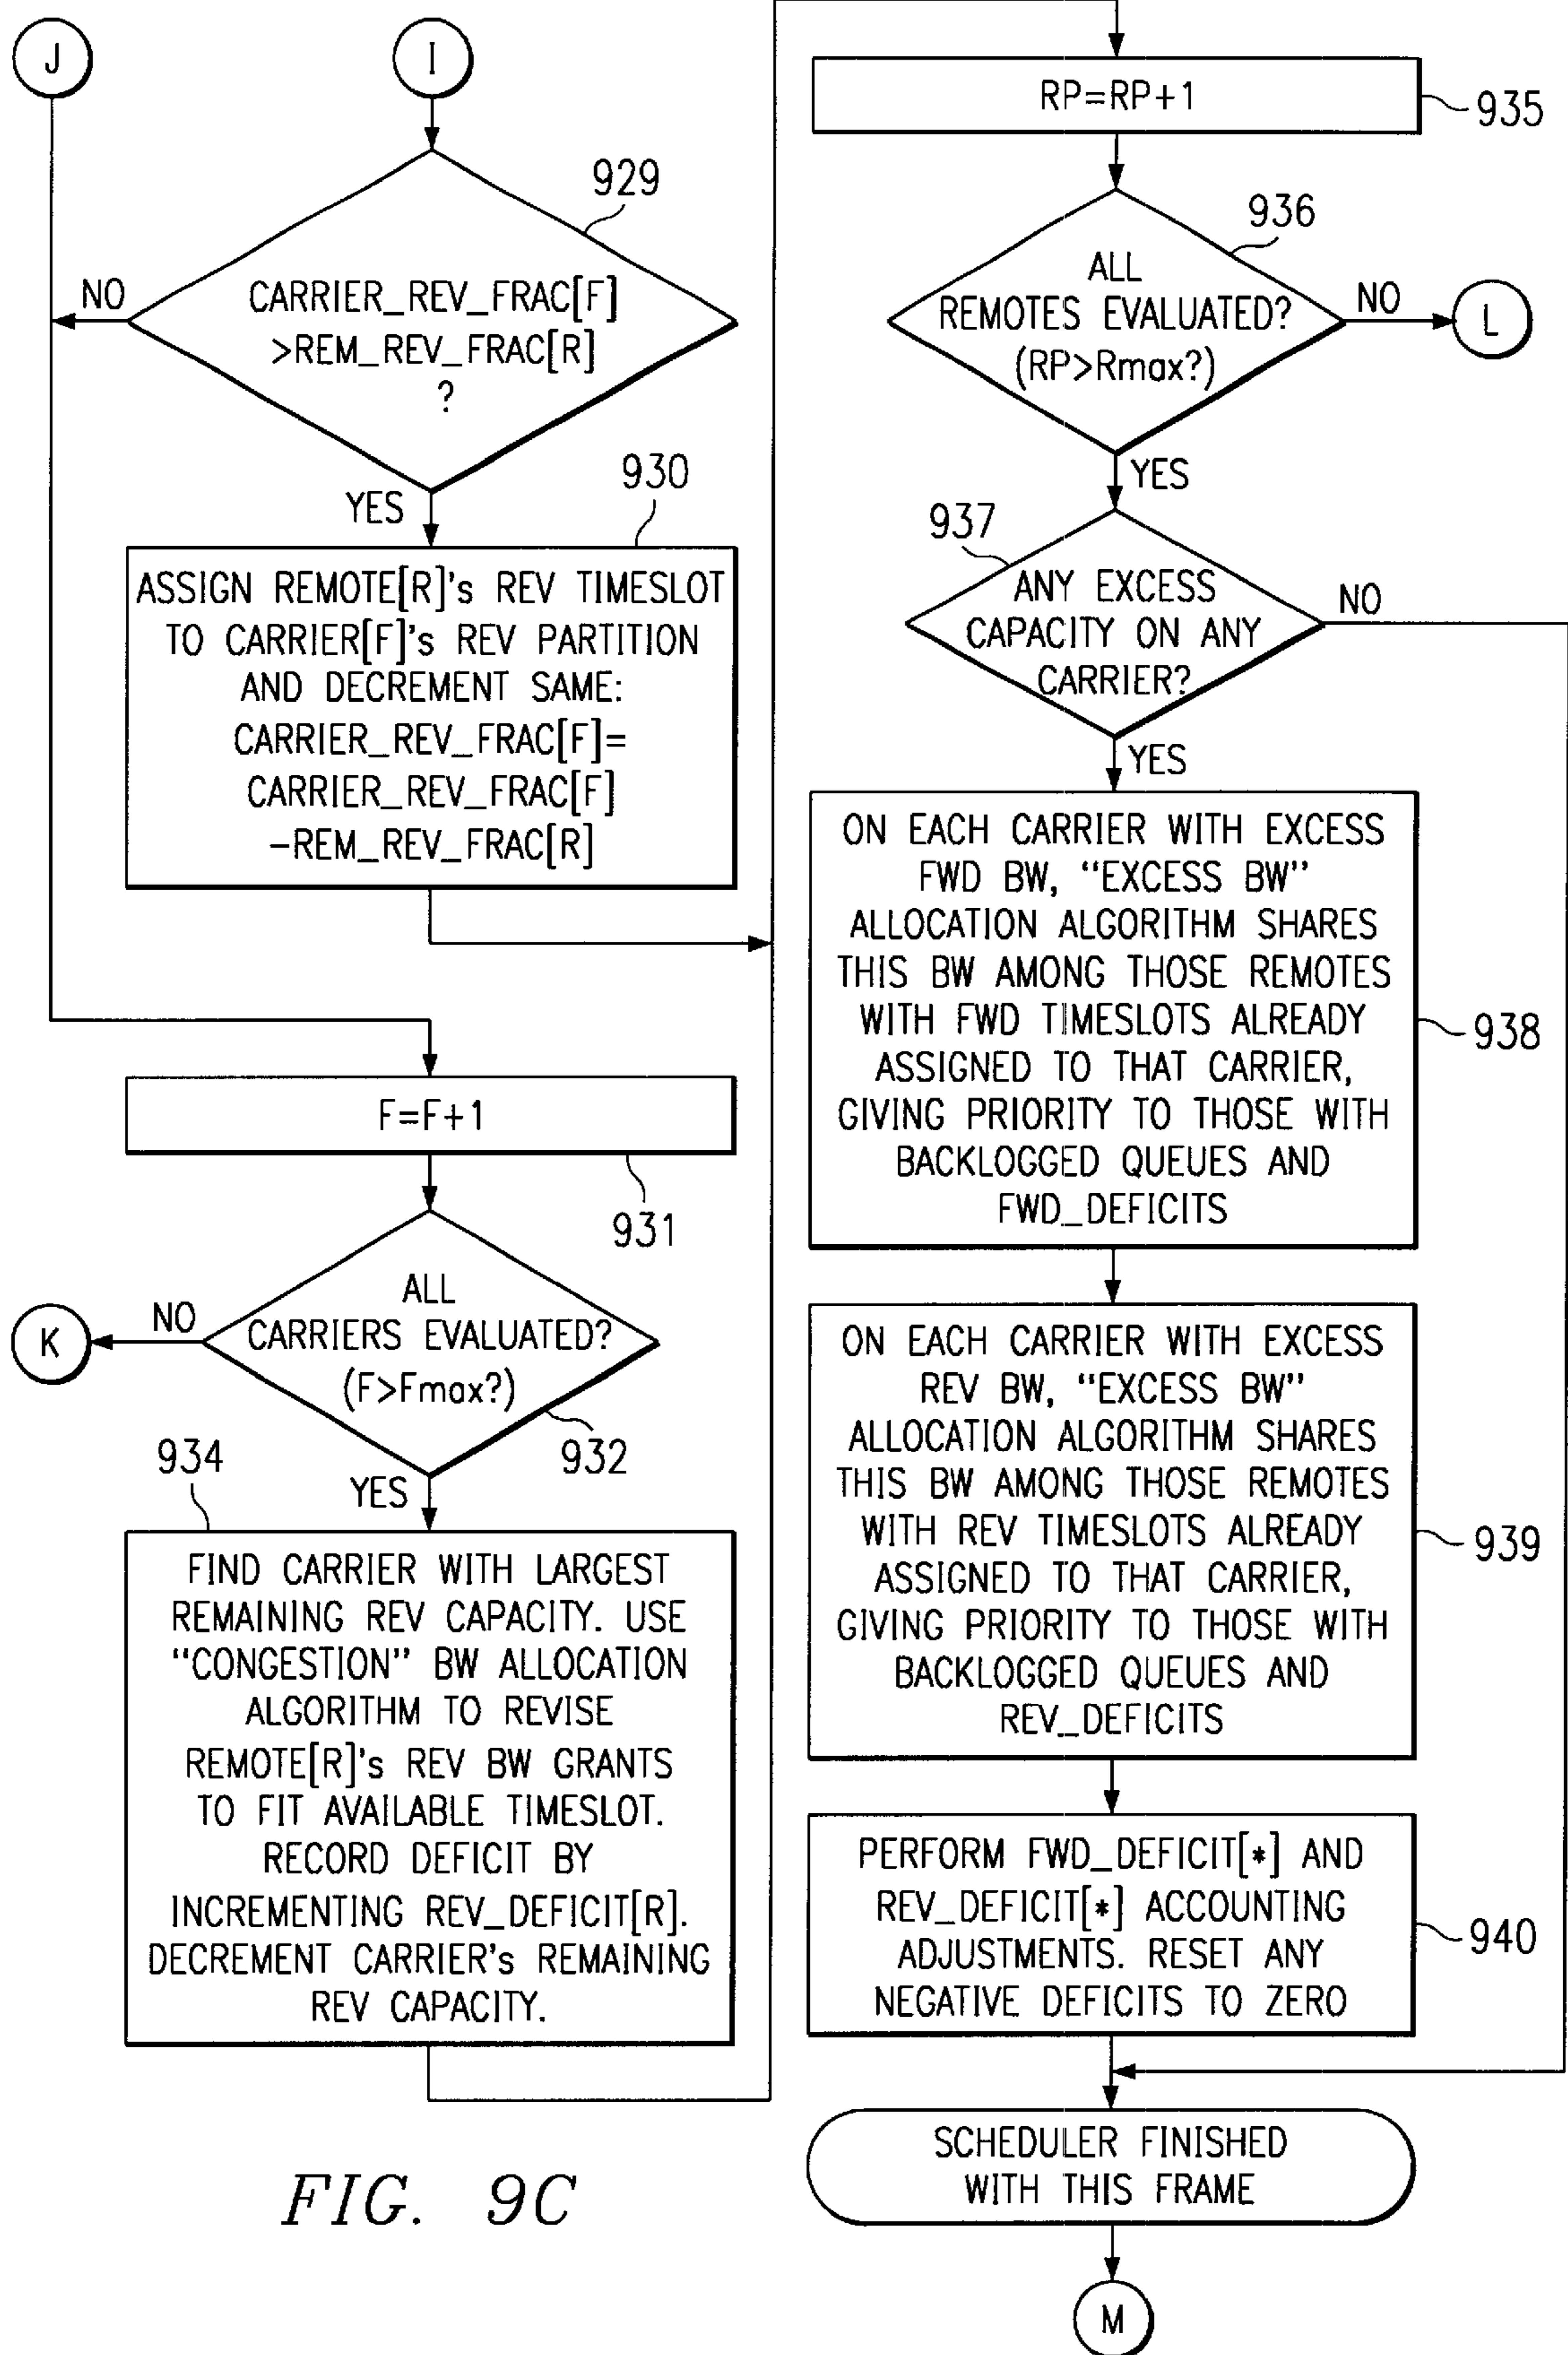 J
I
929
CARRIER_REV_FRAC[F]
>REM_REV_FRAC[R]
?
NO
YES
930
ASSIGN REMOTE[R]'s REV TIMESLOT
TO CARRIER[F]'s REV PARTITION
AND DECREMENT SAME:
CARRIER_REV_FRAC[F]=
CARRIER_REV_FRAC[F]
-REM_REV_FRAC[R]
F=F+1
931
ALL
CARRIERS EVALUATED?
(F>Fmax?)
NO
K
932
YES
934
FIND CARRIER WITH LARGEST
REMAINING REV CAPACITY. USE
"CONGESTION" BW ALLOCATION
ALGORITHM TO REVISE
REMOTE[R]'s REV BW GRANTS
TO FIT AVAILABLE TIMESLOT.
RECORD DEFICIT BY
INCREMENTING REV_DEFICIT[R].
DECREMENT CARRIER's REMAINING
REV CAPACITY.
RP=RP+1
935
936
ALL
REMOTES EVALUATED?
(RP>Rmax?)
NO
L
YES
937
ANY EXCESS
CAPACITY ON ANY
CARRIER?
NO
YES
ON EACH CARRIER WITH EXCESS
FWD BW, "EXCESS BW"
ALLOCATION ALGORITHM SHARES
THIS BW AMONG THOSE REMOTES
WITH FWD TIMESLOTS ALREADY
ASSIGNED TO THAT CARRIER,
GIVING PRIORITY TO THOSE WITH
BACKLOGGED QUEUES AND
FWD_DEFICITS
938
ON EACH CARRIER WITH EXCESS
REV BW, "EXCESS BW"
ALLOCATION ALGORITHM SHARES
THIS BW AMONG THOSE REMOTES
WITH REV TIMESLOTS ALREADY
ASSIGNED TO THAT CARRIER,
GIVING PRIORITY TO THOSE WITH
BACKLOGGED QUEUES AND
REV_DEFICITS
939
PERFORM FWD_DEFICIT[*] AND
REV_DEFICIT[*] ACCOUNTING
ADJUSTMENTS. RESET ANY
NEGATIVE DEFICITS TO ZERO
940
SCHEDULER FINISHED
WITH THIS FRAME
M
FIG. 9C